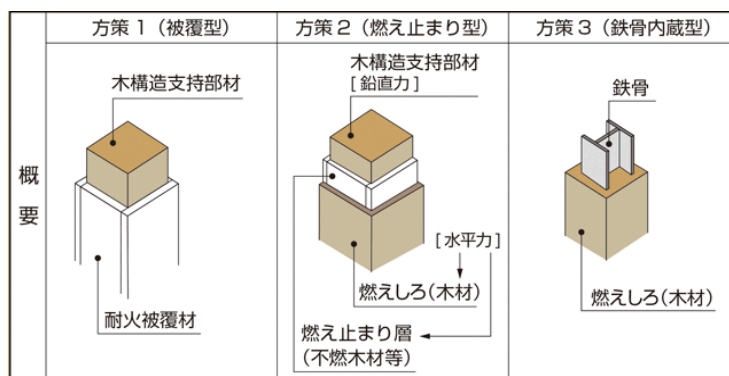 方策 1（被覆型）
方策 2（燃え止まり型）
方策 3（鉄骨内蔵型）
概要
木構造支持部材
耐火被覆材
木構造支持部材
[ 鉛直力 ]
[ 水平力 ]
燃えしろ（木材）
燃え止まり層
（不燃木材等）
鉄骨
燃えしろ（木材）